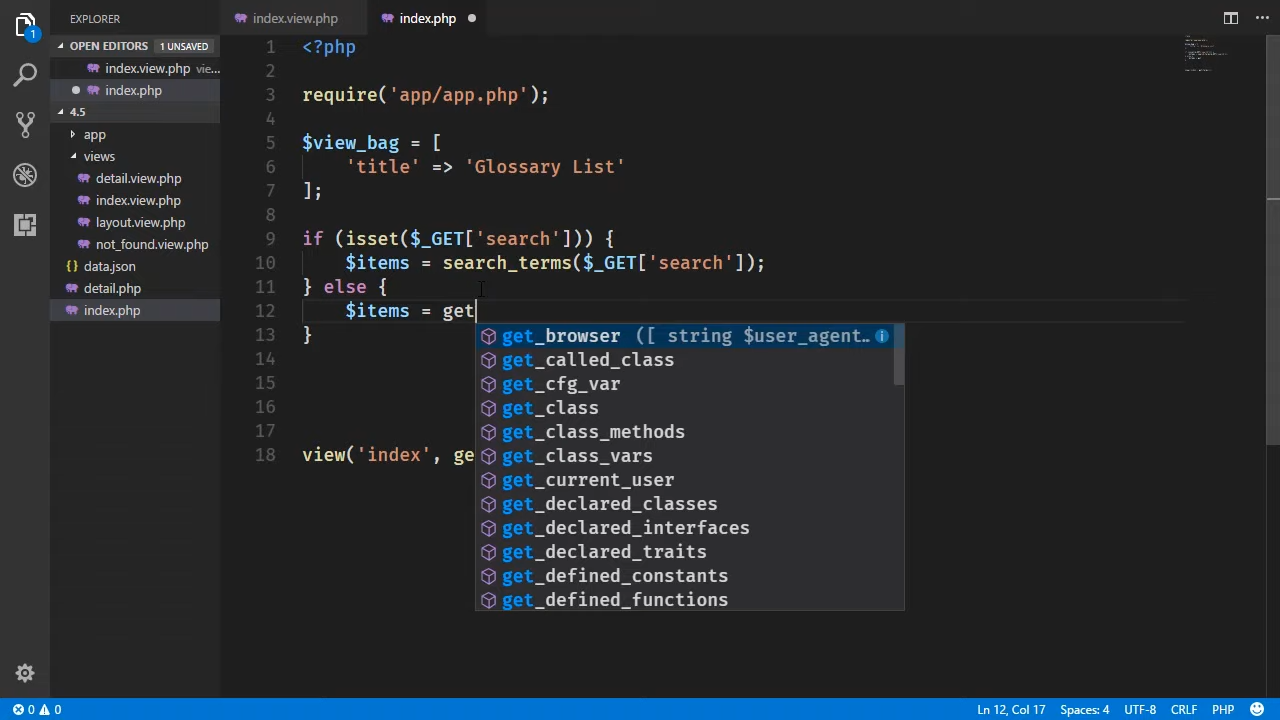 EXPLORER
OPEN EDITORS 1 UNSAVED
index.view.php vie...
index.php
4.5
app
views
detail.view.php
index.view.php
layout.view.php
not_found.view.php
data.json
detail.php
index.php
1
index.view.php
index.php
1 <?php
2
3 require('app/app.php');
4
5 $view_bag = [
6 'title' => 'Glossary List'
7 ];
8
9 if (isset($_GET['search'])) {
10 $items = search_terms($_GET['search']);
11 } else {
12 $items = get
13 }
14
15
16
17
18 view('index', ge
get_browser ([ string $user_agent…
get_called_class
get_cfg_var
get_class
get_class_methods
get_class_vars
get_current_user
get_declared_classes
get_declared_interfaces
get_declared_traits
get_defined_constants
get_defined_functions
0 0
Ln 12, Col 17 Spaces: 4 UTF-8 CRLF PHP